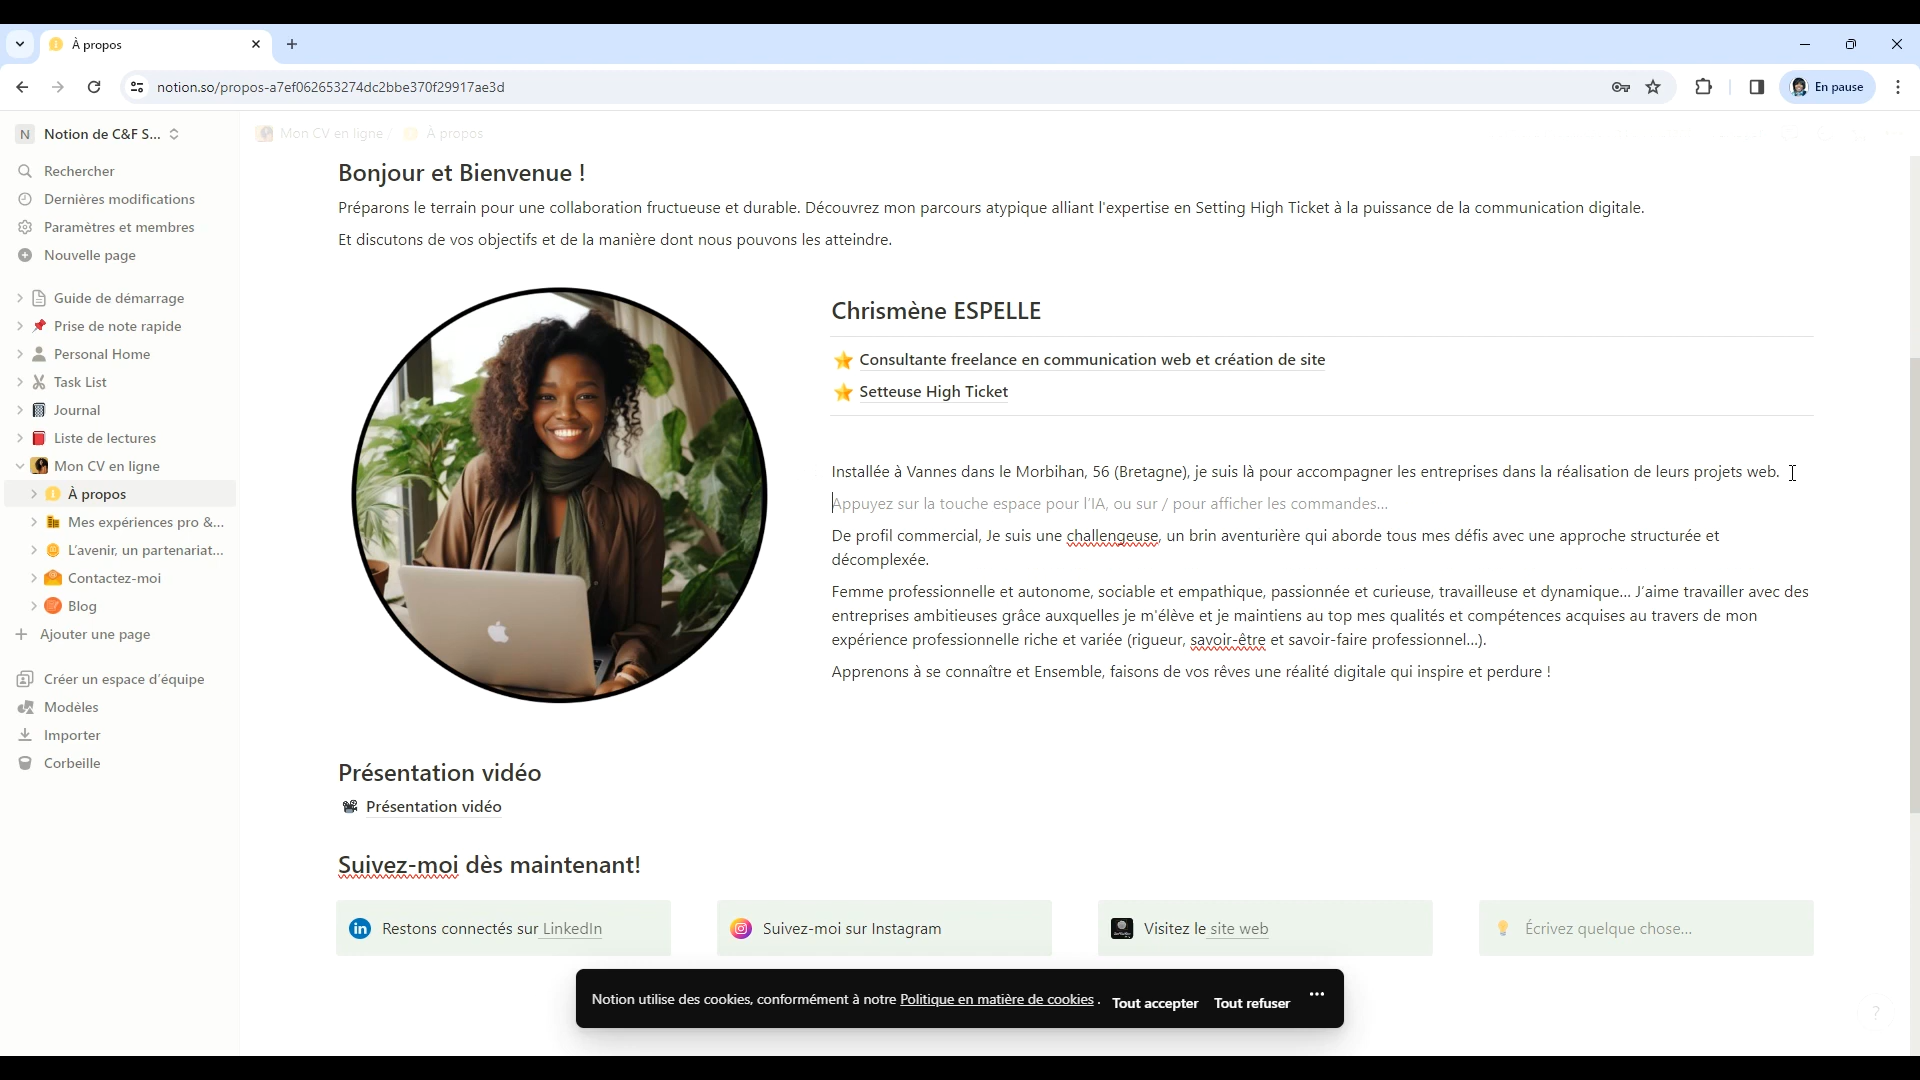 À propos
notion.so/propos-a7ef062653274dc2bbe370f29917ae3d
En pause
N Notion de C&F S...
Mon CV en ligne / À propos
Rechercher
Dernières modifications
Paramètres et membres
Nouvelle page
Guide de démarrage
Prise de note rapide
Personal Home
Task List
Journal
Liste de lectures
Mon CV en ligne
À propos
Mes expériences pro &...
L'avenir, un partenariat...
Contactez-moi
Blog
Ajouter une page
Créer un espace d'équipe
Modèles
Importer
Corbeille
Bonjour et Bienvenue !
Préparons le terrain pour une collaboration fructueuse et durable. Découvrez mon parcours atypique alliant l'expertise en Setting High Ticket à la puissance de la communication digitale.
Et discutons de vos objectifs et de la manière dont nous pouvons les atteindre.
Chrismène ESPELLE
Consultante freelance en communication web et création de site
Setteuse High Ticket
Installée à Vannes dans le Morbihan, 56 (Bretagne), je suis là pour accompagner les entreprises dans la réalisation de leurs projets web.
Appuyez sur la touche espace pour l'IA, ou sur / pour afficher les commandes...
De profil commercial, Je suis une challengeuse, un brin aventurière qui aborde tous mes défis avec une approche structurée et
décomplexée.
Femme professionnelle et autonome, sociable et empathique, passionnée et curieuse, travailleuse et dynamique... J'aime travailler avec des
entreprises ambitieuses grâce auxquelles je m'élève et je maintiens au top mes qualités et compétences acquises au travers de mon
expérience professionnelle riche et variée (rigueur, savoir-être et savoir-faire professionnel...).
Apprenons à se connaître et Ensemble, faisons de vos rêves une réalité digitale qui inspire et perdure !
Présentation vidéo
Présentation vidéo
Suivez-moi dès maintenant!
Restons connectés sur LinkedIn
Suivez-moi sur Instagram
Visitez le site web
Écrivez quelque chose...
Notion utilise des cookies, conformément à notre Politique en matière de cookies .
Tout accepter
Tout refuser
...
?